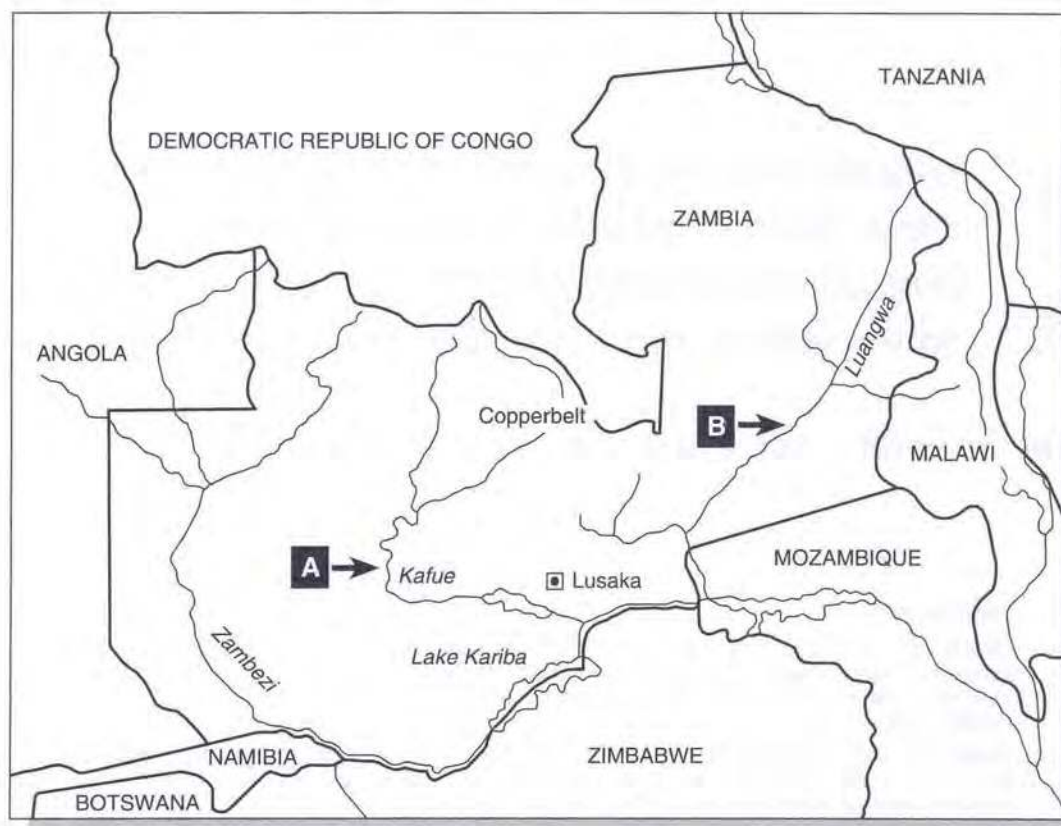 TANZANIA
DEMOCRATIC REPUBLIC OF CONGO
ZAMBIA
Luangwa
ANGOLA
Copperbelt
B
MALAWI
A
Kafue
Lusaka
MOZAMBIQUE
Zambezi
Lake Kariba
NAMIBIA
ZIMBABWE
BOTSWANA